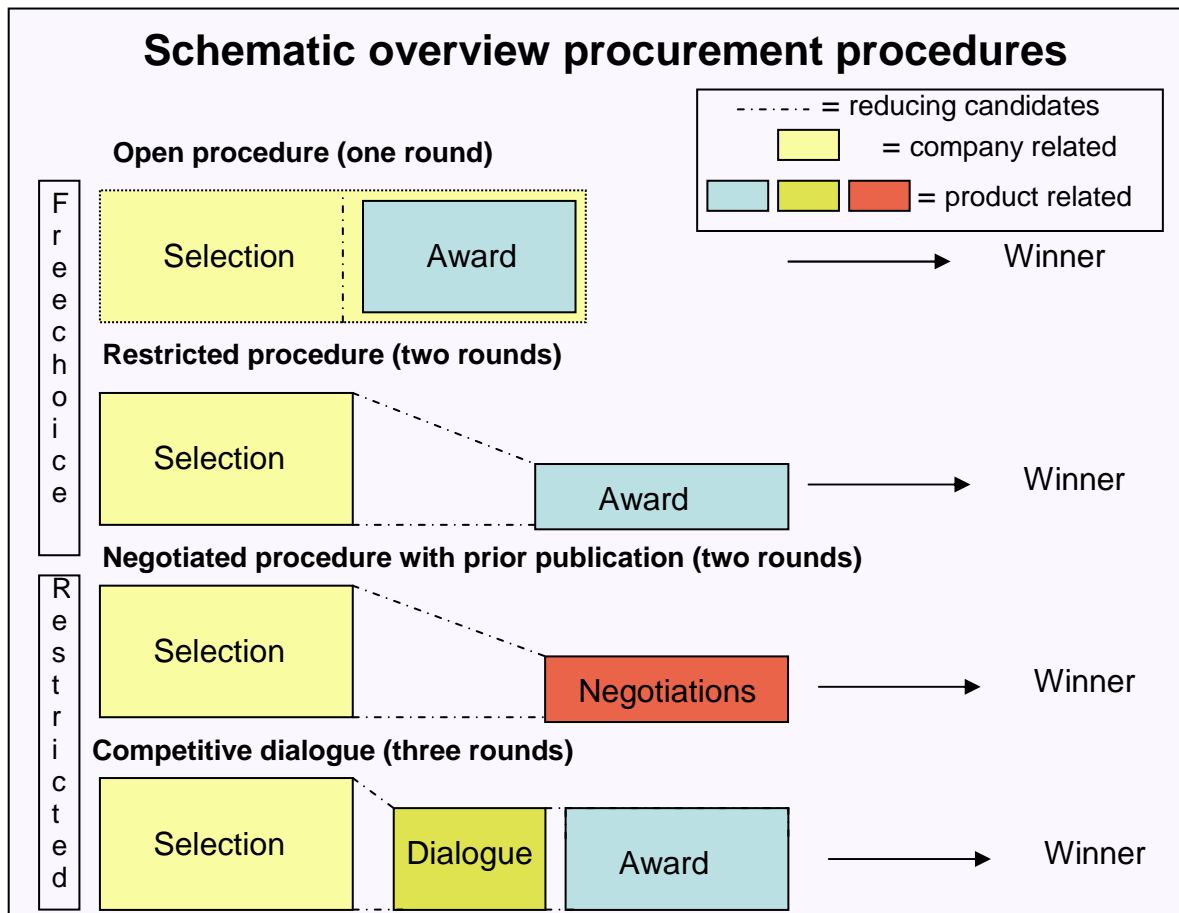 Schematic overview procurement procedures
= reducing candidates
= company related
= product related
Free choice
Open procedure (one round)
Selection
Award
Winner
Restricted procedure (two rounds)
Selection
Award
Winner
Restricted
Negotiated procedure with prior publication (two rounds)
Selection
Negotiations
Winner
Competitive dialogue (three rounds)
Selection
Dialogue
Award
Winner